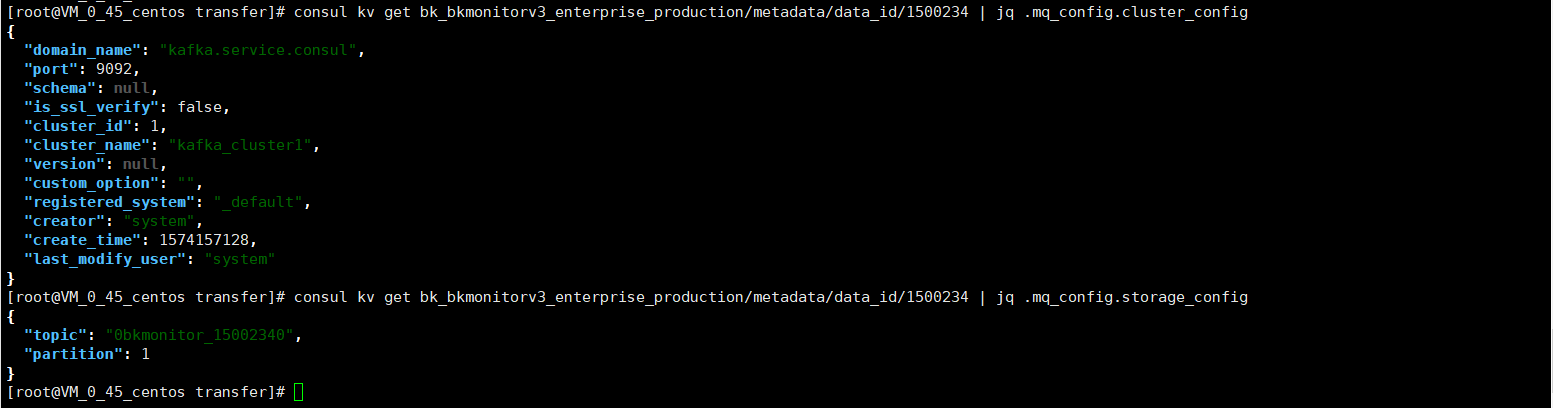 [root@VM_0_45_centos transfer]# consul kv get bk_bkmonitorv3_enterprise_production/metadata/data_id/1500234 | jq .mq_config.cluster_config
{
  "domain_name": "kafka.service.consul",
  "port": 9092,
  "schema": null,
  "is_ssl_verify": false,
  "cluster_id": 1,
  "cluster_name": "kafka_cluster1",
  "version": null,
  "custom_option": "",
  "registered_system": "_default",
  "creator": "system",
  "create_time": 1574157128,
  "last_modify_user": "system"
}
[root@VM_0_45_centos transfer]# consul kv get bk_bkmonitorv3_enterprise_production/metadata/data_id/1500234 | jq .mq_config.storage_config
{
  "topic": "0bkmonitor_15002340",
  "partition": 1
}
[root@VM_0_45_centos transfer]#